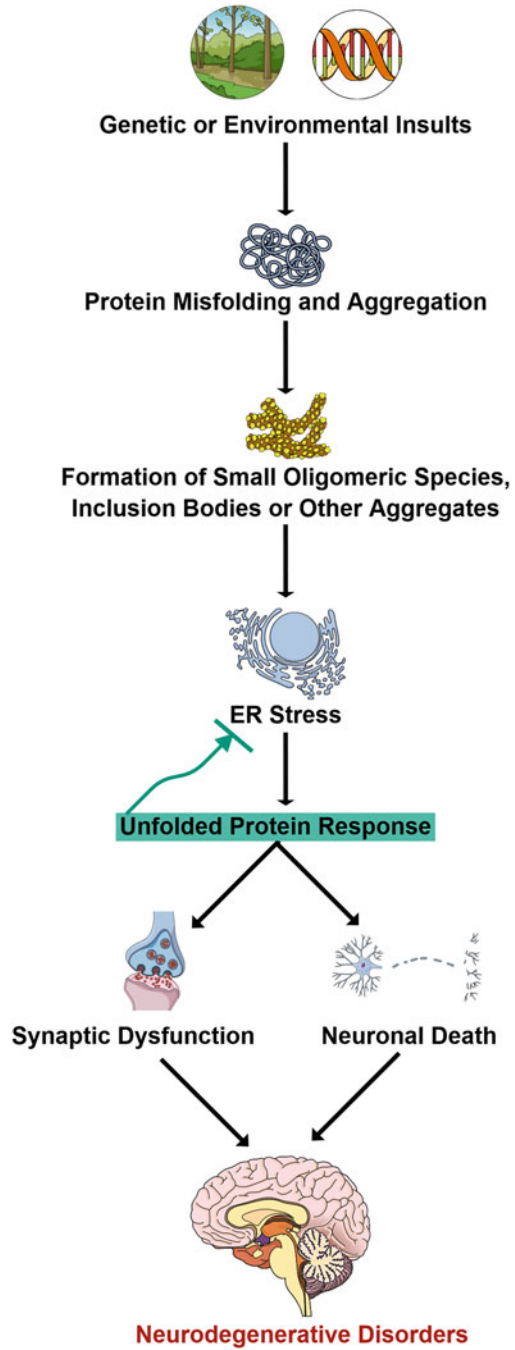 Genetic or Environmental Insults
Protein Misfolding and Aggregation
Formation of Small Oligomeric Species,
Inclusion Bodies or Other Aggregates
ER Stress
Unfolded Protein Response
Synaptic Dysfunction
Neuronal Death
Neurodegenerative Disorders